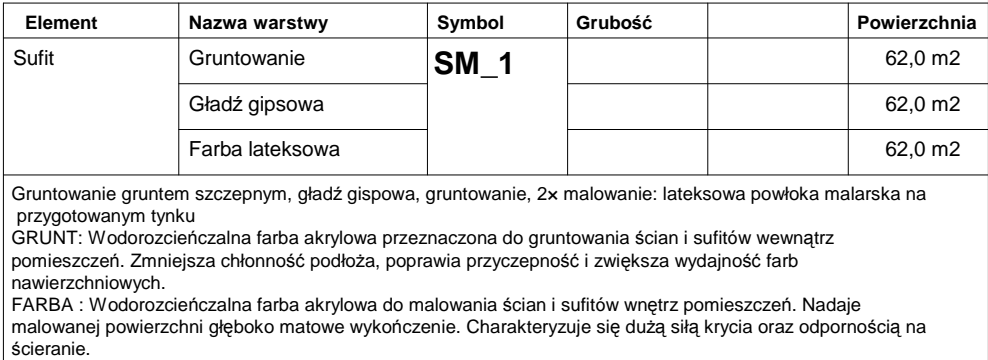 Element Nazwa warstwy Symbol Grubość Powierzchnia
Sufit Gruntowanie SM_1 62,0 m2
Gładź gipsowa 62,0 m2
Farba lateksowa 62,0 m2
Gruntowanie gruntem szczepnym, gładź gispowa, gruntowanie, 2× malowanie: lateksowa powłoka malarska na
przygotowanym tynku
GRUNT: Wodorozcieńczalna farba akrylowa przeznaczona do gruntowania ścian i sufitów wewnątrz
pomieszczeń. Zmniejsza chłonność podłoża, poprawia przyczepność i zwiększa wydajność farb
nawierzchniowych.
FARBA : Wodorozcieńczalna farba akrylowa do malowania ścian i sufitów wnętrz pomieszczeń. Nadaje
malowanej powierzchni głęboko matowe wykończenie. Charakteryzuje się dużą siłą krycia oraz odpornością na
ścieranie.